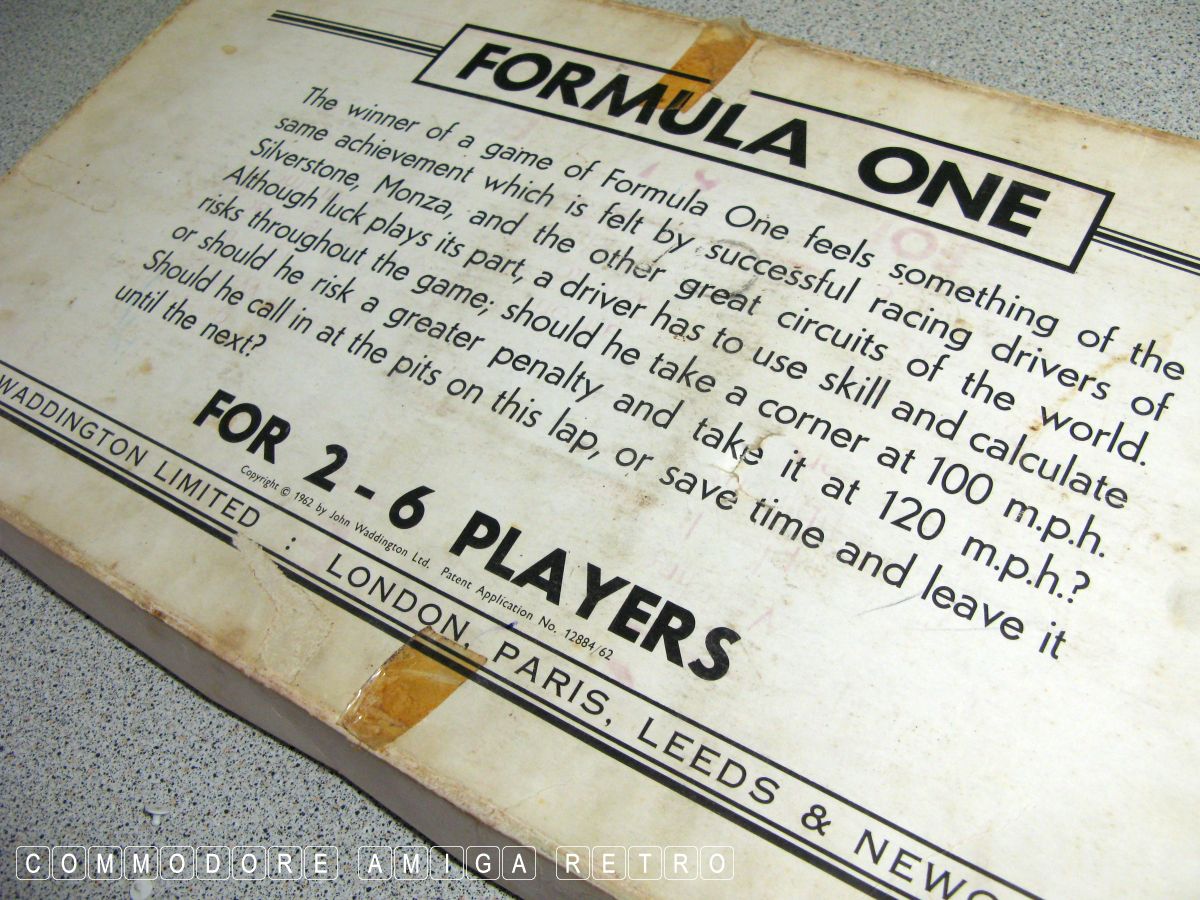 FORMULA ONE
The winner of a game of Formula One feels something of the
same achievement which is felt by successful racing drivers of
Silverstone, Monza, and the other great circuits of the world.
Although luck plays its part, a driver has to use skill and calculate
risks throughout the game; should he take a corner at 100 m.p.h.
or should he risk a greater penalty and take it at 120 m.p.h.?
Should he call in at the pits on this lap, or save time and leave it
until the next?
FOR 2 - 6 PLAYERS
Copyright © 1962 by John Waddington Ltd. Patent Application No. 12884/62
WADDINGTON LIMITED : LONDON, PARIS, LEEDS & NEWC
COMMODORE AMIGA RETRO